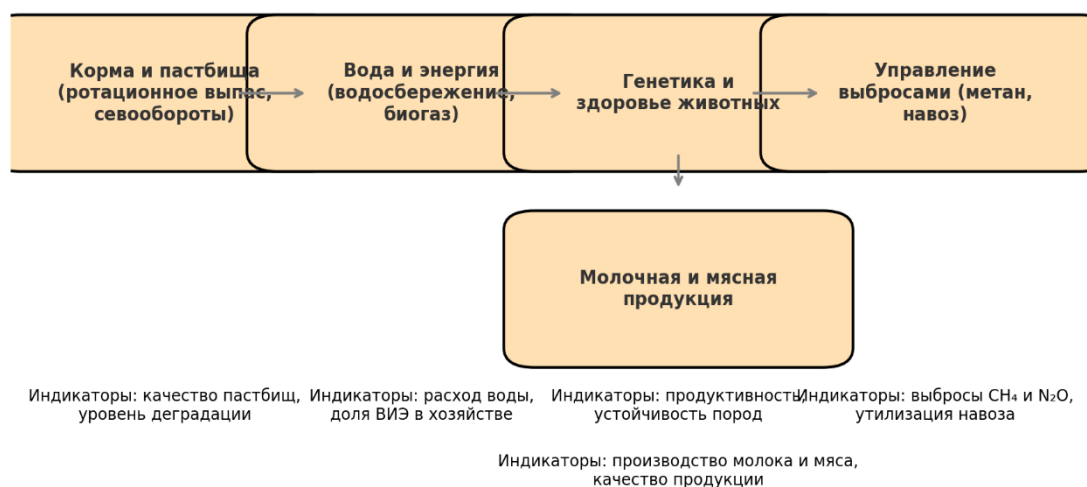 Корма и пастбища
(ротационное выпас,
севообороты)
Вода и энергия
(водосбережение,
биогаз)
Генетика и
здоровье животных
Управление
выбросами (метан,
навоз)
Молочная и мясная
продукция
Индикаторы: качество пастбищ,
уровень деградации
Индикаторы: расход воды,
доля ВИЭ в хозяйстве
Индикаторы: продуктивность,
устойчивость пород
Индикаторы: выбросы CH₄ и N₂O,
утилизация навоза
Индикаторы: производство молока и мяса,
качество продукции